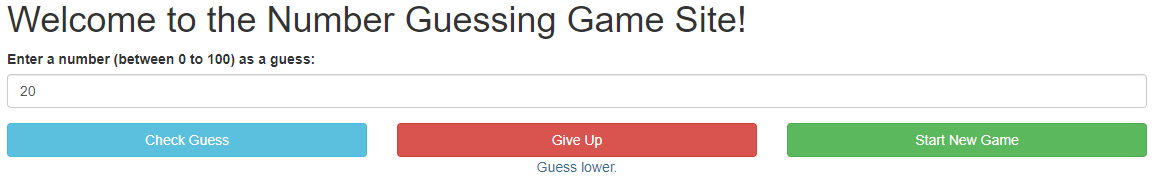 Welcome to the Number Guessing Game Site!
Enter a number (between 0 to 100) as a guess:
20
Check Guess
Give Up
Start New Game
Guess lower.